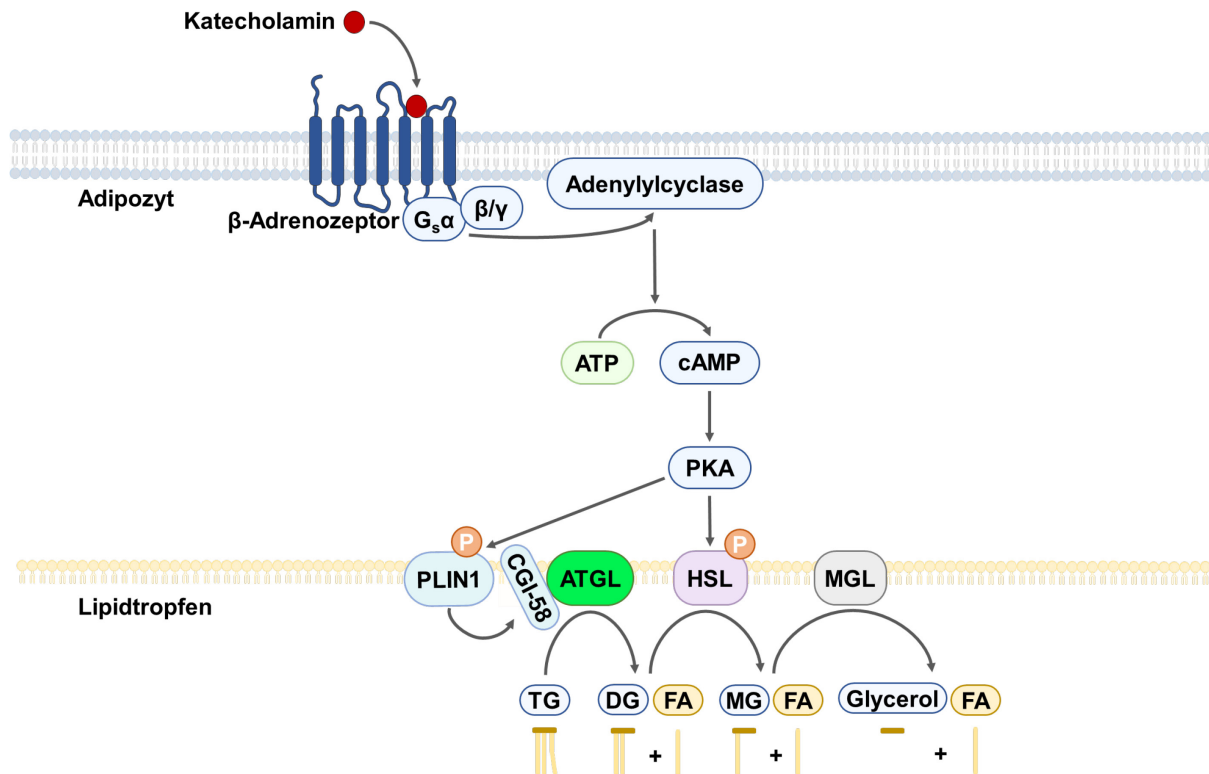 Katecholamin
Adipozyt
β-Adrenozeptor
Gₛα
β/γ
Adenylylcyclase
ATP
cAMP
PKA
P
PLIN1
CGI-58
ATGL
P
HSL
MGL
Lipidtropfen
TG
DG
FA
MG
FA
Glycerol
FA
+
+
+